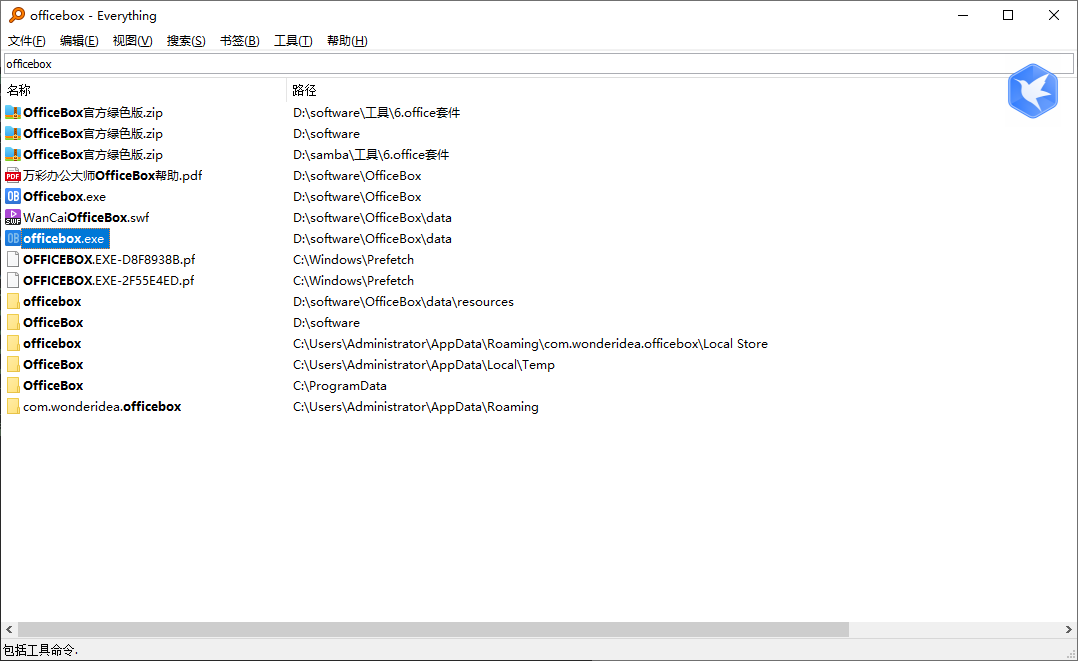 officebox - Everything
文件(F) 编辑(E) 视图(V) 搜索(S) 书签(B) 工具(T) 帮助(H)
officebox
名称 路径
OfficeBox官方绿色版.zip D:\software\工具\6.office套件
OfficeBox官方绿色版.zip D:\software
OfficeBox官方绿色版.zip D:\samba\工具\6.office套件
PDF 万彩办公大师OfficeBox帮助.pdf D:\software\OfficeBox
OB Officebox.exe D:\software\OfficeBox
SWF WanCaiOfficeBox.swf D:\software\OfficeBox\data
OB officebox.exe D:\software\OfficeBox\data
OFFICEBOX.EXE-D8F8938B.pf C:\Windows\Prefetch
OFFICEBOX.EXE-2F55E4ED.pf C:\Windows\Prefetch
officebox D:\software\OfficeBox\data\resources
OfficeBox D:\software
officebox C:\Users\Administrator\AppData\Roaming\com.wonderidea.officebox\Local Store
OfficeBox C:\Users\Administrator\AppData\Local\Temp
OfficeBox C:\ProgramData
com.wonderidea.officebox C:\Users\Administrator\AppData\Roaming
包括工具命令.